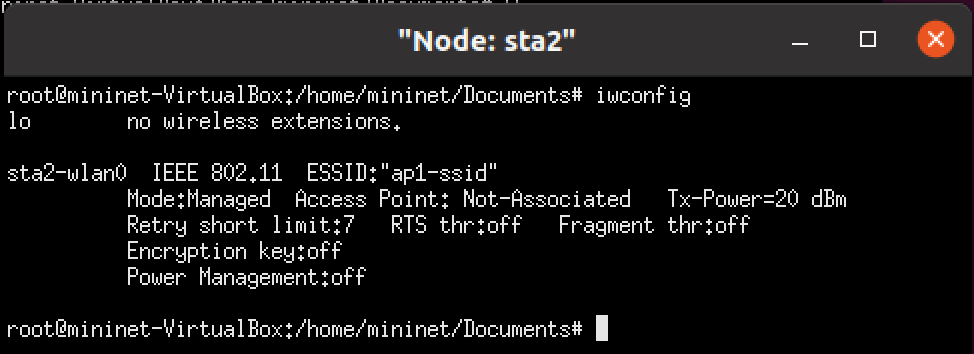 "Node: sta2"
root@mininet-VirtualBox:/home/mininet/Documents# iwconfig
lo        no wireless extensions.
sta2-wlan0  IEEE 802.11  ESSID:"ap1-ssid"
          Mode:Managed  Access Point: Not-Associated   Tx-Power=20 dBm
          Retry short limit:7   RTS thr:off   Fragment thr:off
          Encryption key:off
          Power Management:off
root@mininet-VirtualBox:/home/mininet/Documents#